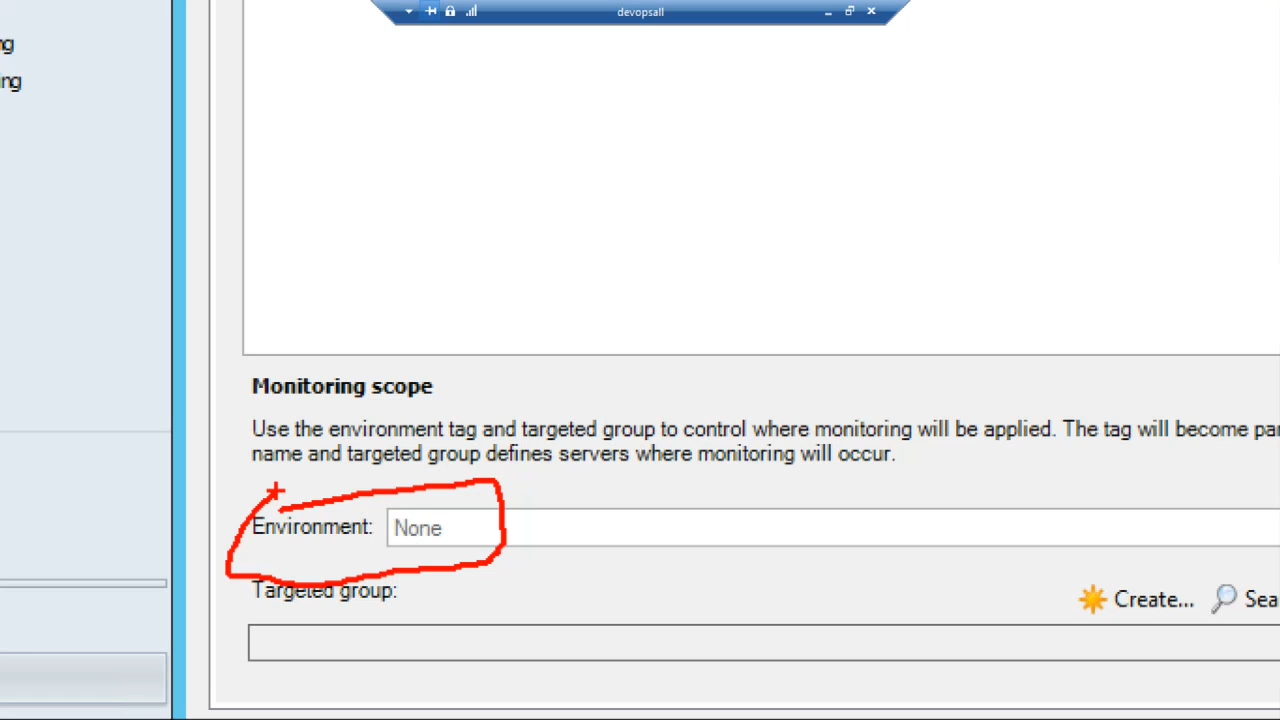 devopsall
ng
ing
Monitoring scope
Use the environment tag and targeted group to control where monitoring will be applied. The tag will become par
name and targeted group defines servers where monitoring will occur.
Environment: None
Targeted group:
Create... Sea